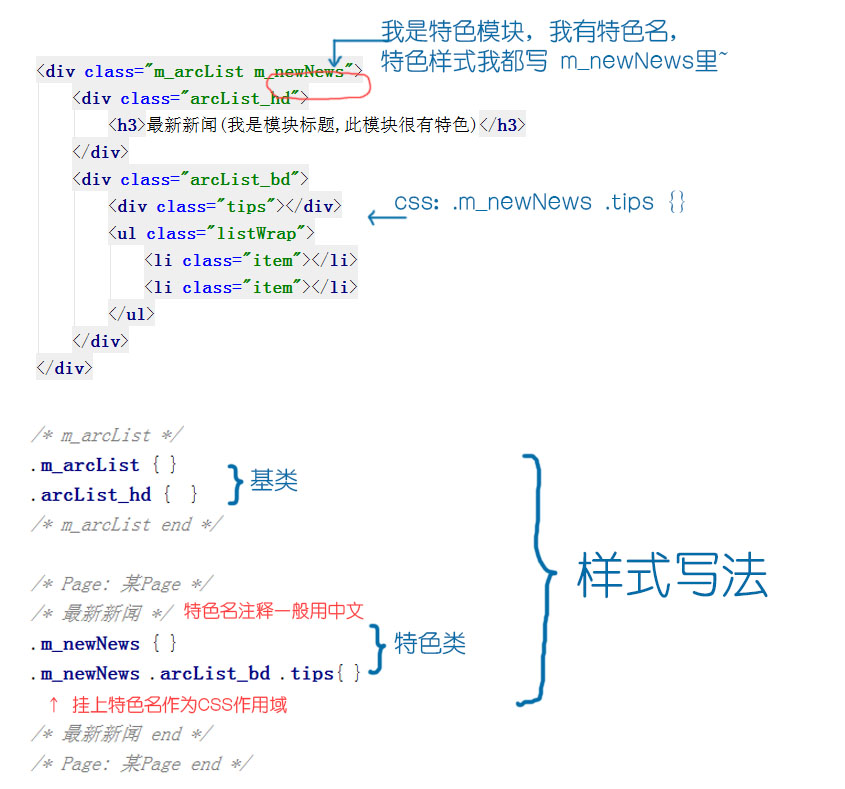 我是特色模块，我有特色名，
特色样式我都写 m_newNews里~
<div class="m_arcList m_newNews">
<div class="arcList_hd">
<h3>最新新闻(我是模块标题,此模块很有特色)</h3>
</div>
<div class="arcList_bd">
<div class="tips"></div>
css: .m_newNews .tips {}
<ul class="listWrap">
<li class="item"></li>
<li class="item"></li>
</ul>
</div>
</div>
/* m_arcList */
.m_arcList { }
基类
.arcList_hd { }
/* m_arcList end */
样式写法
/* Page: 某Page */
/* 最新新闻 */ 特色名注释一般用中文
.m_newNews { }
特色类
.m_newNews .arcList_bd .tips{ }
↑ 挂上特色名作为CSS作用域
/* 最新新闻 end */
/* Page: 某Page end */